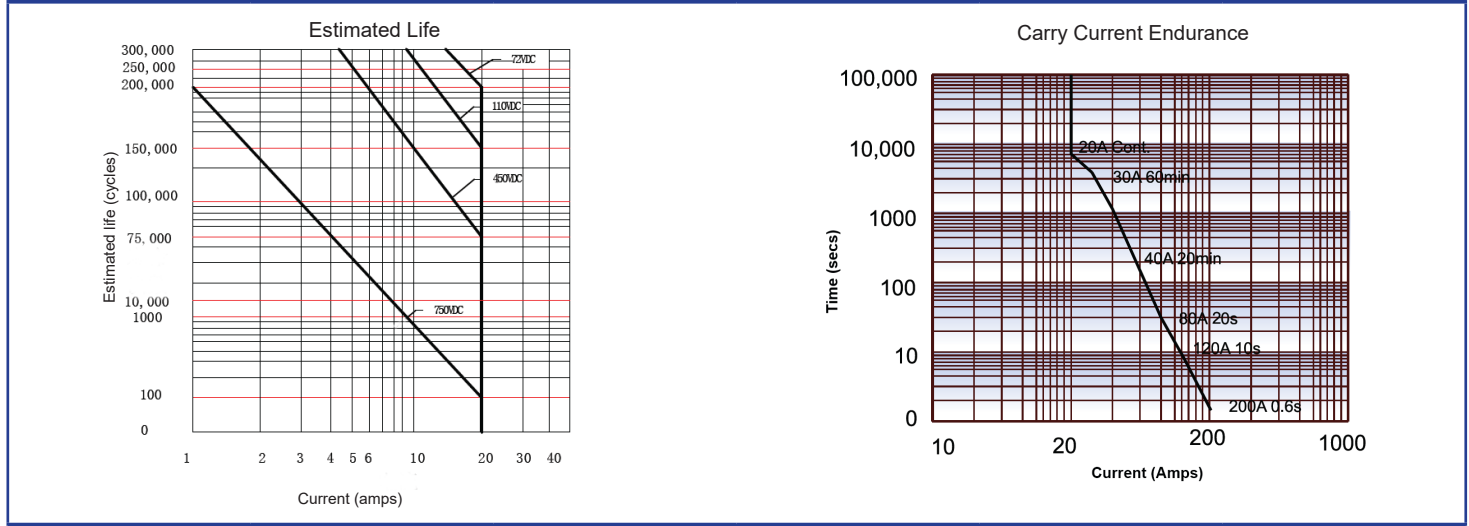 Estimated Life
300,000
250,000
200,000
150,000
100,000
75,000
10,000
1000
100
0
Estimated life (cycles)
72VDC
110VDC
450VDC
750VDC
1 2 3 4 5 6 10 20 30 40
Current (amps)
Carry Current Endurance
100,000
10,000
1000
100
10
0
Time (secs)
20A Cont.
30A 60min
40A 20min
80A 20s
120A 10s
200A 0.6s
10 20 200 1000
Current (Amps)